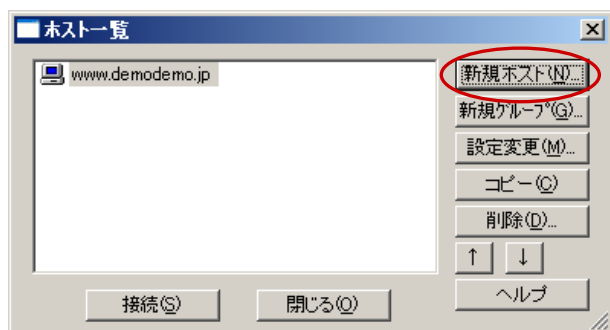 ホスト一覧
www.demodemo.jp
新規ホスト(N)...
新規グループ(G)...
設定変更(M)...
コピー(C)
削除(D)...
↑ ↓
接続(S)
閉じる(O)
ヘルプ